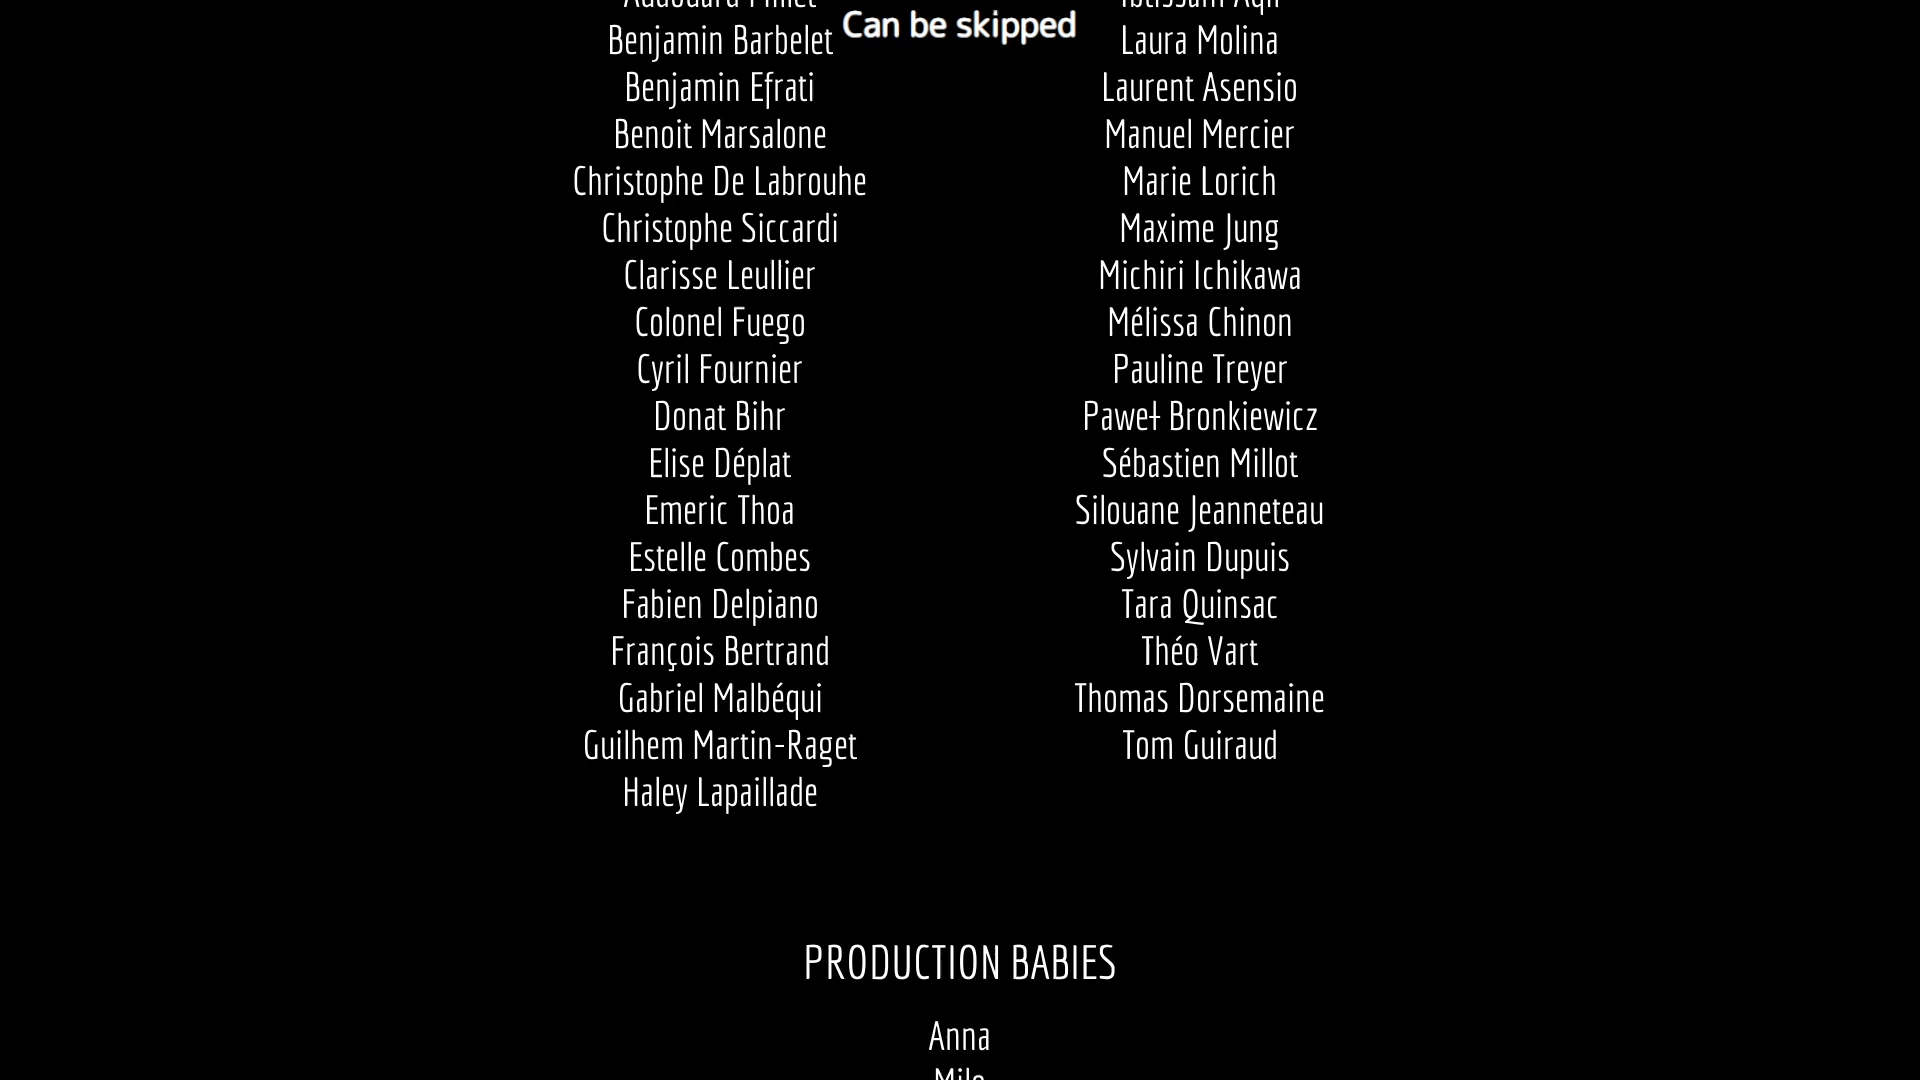 Can be skipped
Benjamin Barbelet
Benjamin Efrati
Benoit Marsalone
Christophe De Labrouhe
Christophe Siccardi
Clarisse Leullier
Colonel Fuego
Cyril Fournier
Donat Bihr
Elise Déplat
Emeric Thoa
Estelle Combes
Fabien Delpiano
François Bertrand
Gabriel Malbéqui
Guilhem Martin-Raget
Haley Lapaillade
Laura Molina
Laurent Asensio
Manuel Mercier
Marie Lorich
Maxime Jung
Michiri Ichikawa
Mélissa Chinon
Pauline Treyer
Paweł Bronkiewicz
Sébastien Millot
Silouane Jeanneteau
Sylvain Dupuis
Tara Quinsac
Théo Vart
Thomas Dorsemaine
Tom Guiraud
PRODUCTION BABIES
Anna